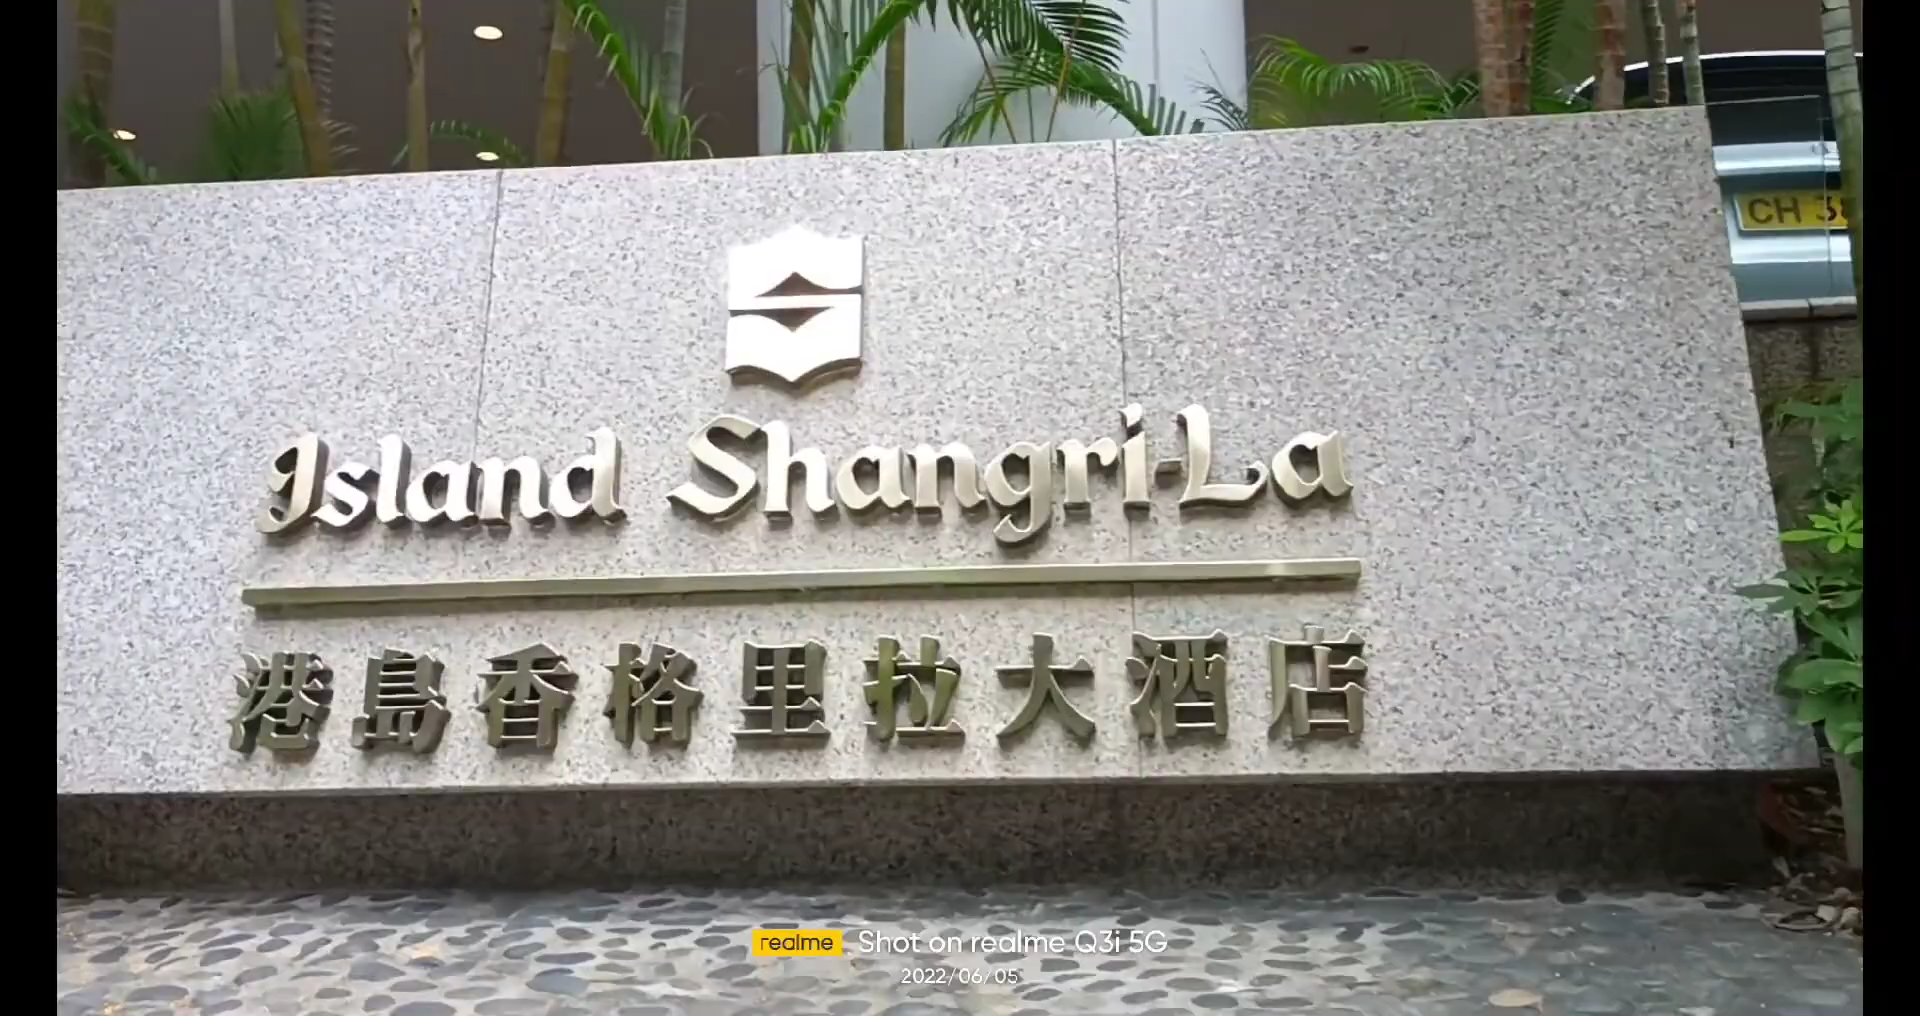 CH
Island Shangri-La
港島香格里拉大酒店
realme Shot on realme Q3i 5G
2022/06/05